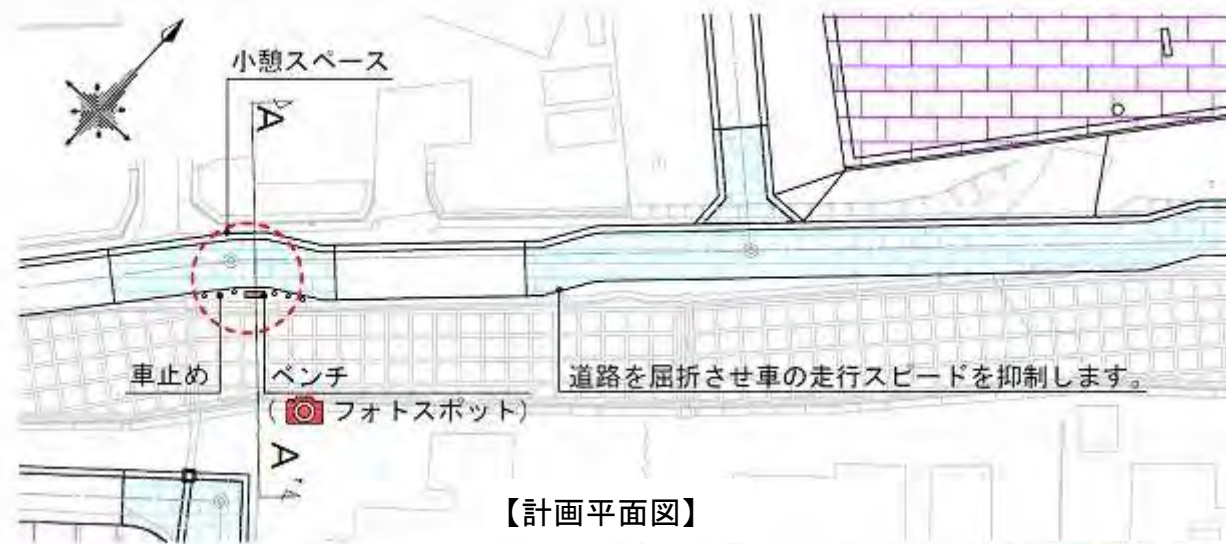 小憩スペース
A
車止め
ベンチ
(フォトスポット)
道路を屈折させ車の走行スピードを抑制します。
A'
【計画平面図】